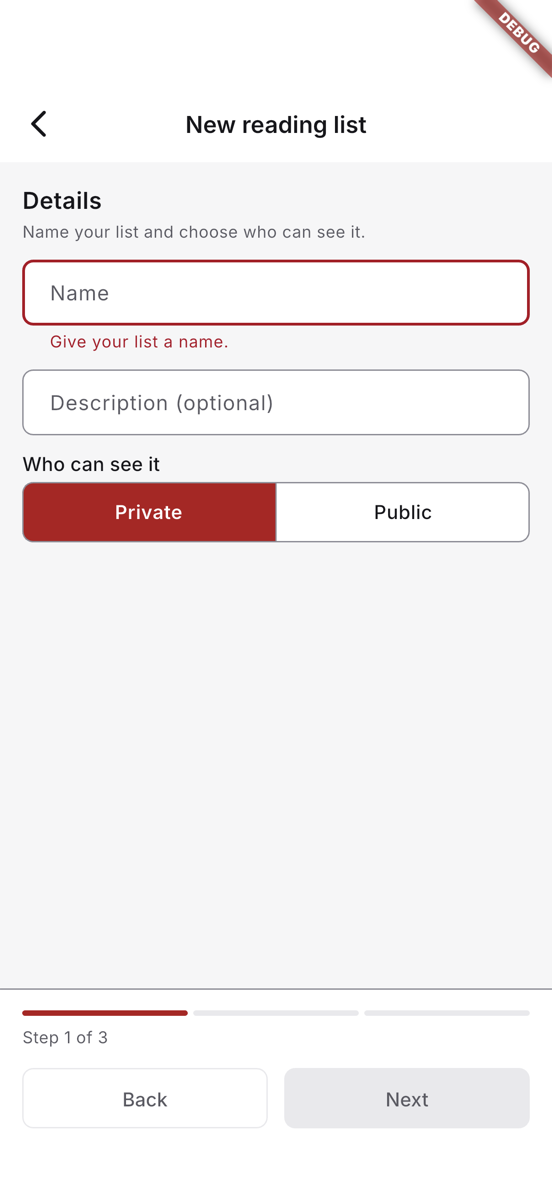 DEBUG
New reading list
Details
Name your list and choose who can see it.
Name
Give your list a name.
Description (optional)
Who can see it
Private
Public
Step 1 of 3
Back
Next